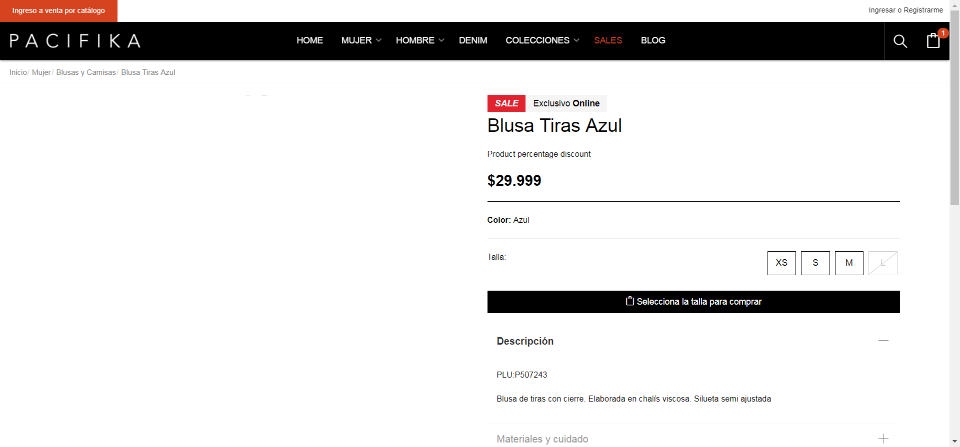 Ingreso a venta por catálogo
Ingresar o Registrarme
PACIFIKA
HOME MUJER HOMBRE DENIM COLECCIONES SALES BLOG
1
Inicio/ Mujer/ Blusas y Camisas/ Blusa Tiras Azul
SALE Exclusivo Online
Blusa Tiras Azul
Product percentage discount
$29.999
Color: Azul
Talla:
XS S M L
Selecciona la talla para comprar
Descripción
PLU:P507243
Blusa de tiras con cierre. Elaborada en chalís viscosa. Silueta semi ajustada
Materiales y cuidado